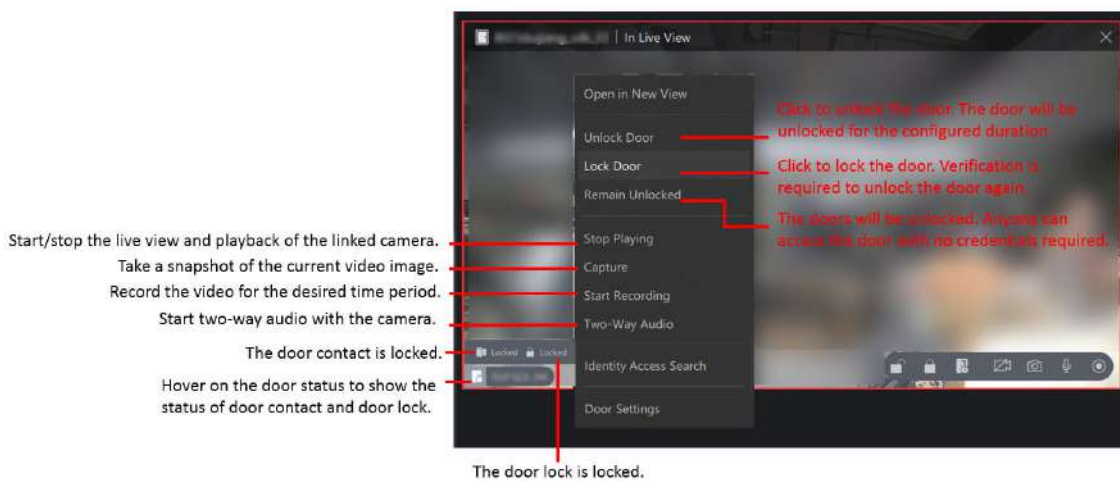 In Live View
Open in New View
Unlock Door
Lock Door
Remain Unlocked
Stop Playing
Capture
Start Recording
Two-Way Audio
Identity Access Search
Door Settings
Click to unlock the door. The door will be
unlocked for the configured duration.
Click to lock the door. Verification is
required to unlock the door again.
The doors will be unlocked. Anyone can
access the door with no credentials required.
Start/stop the live view and playback of the linked camera.
Take a snapshot of the current video image.
Record the video for the desired time period.
Start two-way audio with the camera.
The door contact is locked.
Locked Locked
Hover on the door status to show the
status of door contact and door lock.
The door lock is locked.